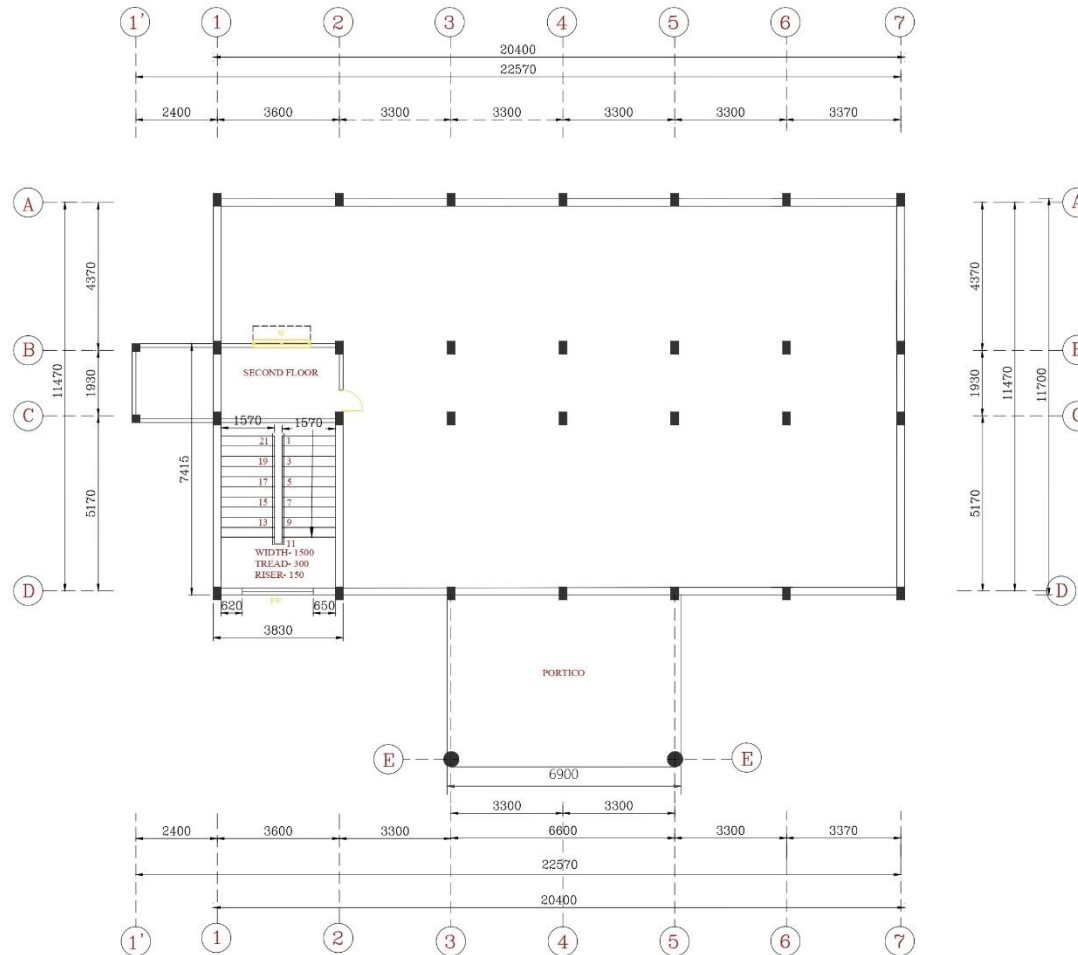 1' 1 2 3 4 5 6 7
20400
22570
2400 3600 3300 3300 3300 3300 3370
A A
4370 4370
B B
SECOND FLOOR
11470 1930 1930 11470 11700
C C
1570 1570
21 1
19 3
7415
17 5
5170 5170
15 7
13 9
11
WIDTH- 1500
TREAD- 300
RISER- 150
D D
620 650
3830
PORTICO
E E
6900
3300 3300
2400 3600 3300 6600 3300 3370
22570
20400
1' 1 2 3 4 5 6 7